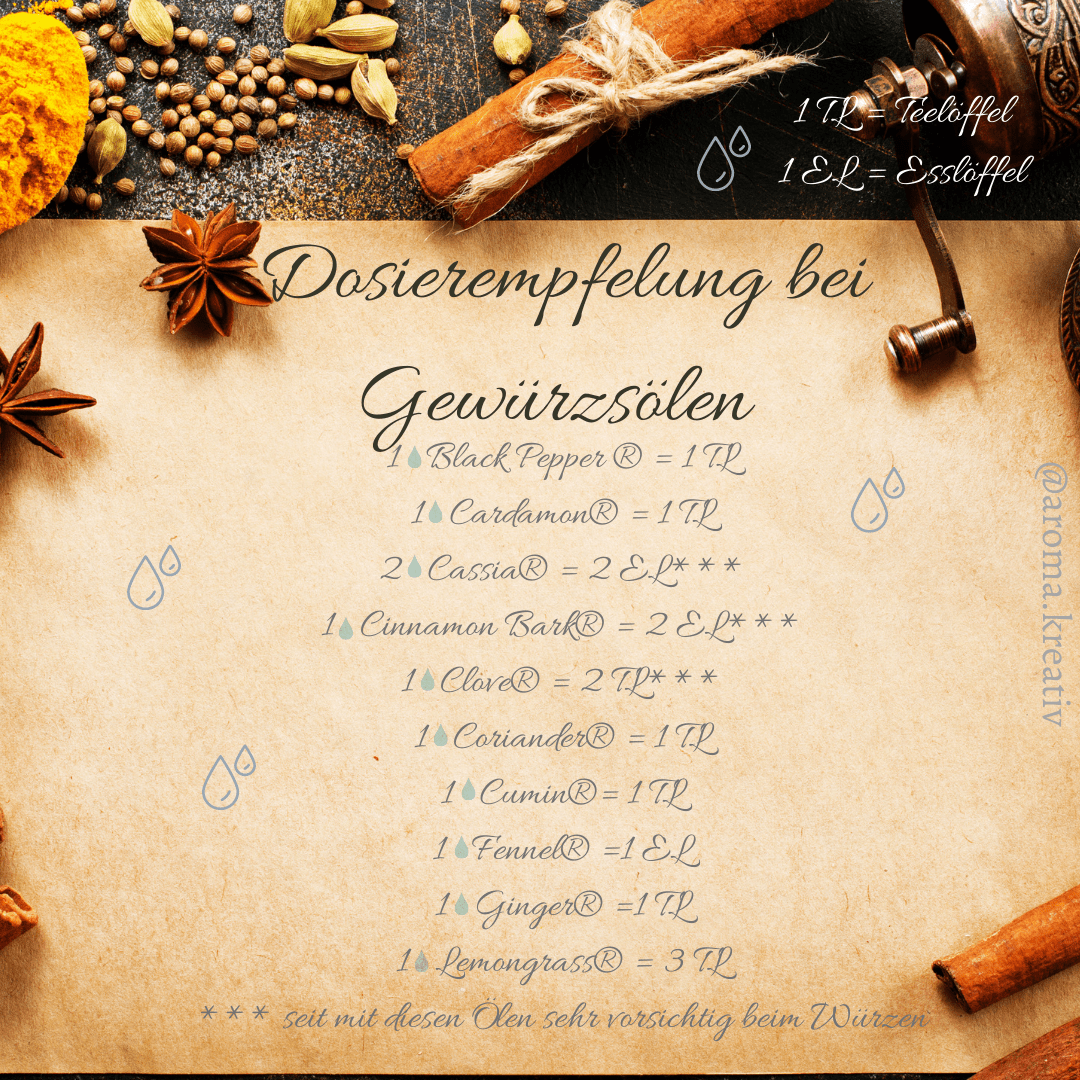 1 TL = Teelöffel
1 EL = Esslöffel
Dosierempfelung bei
Gewürzsölen
1 Black Pepper ® = 1 TL
1 Cardamon® = 1 TL
2 Cassia® = 2 EL***
1 Cinnamon Bark® = 2 EL***
1 Clove® = 2 TL***
1 Coriander® = 1 TL
1 Cumin® = 1 TL
1 Fennel® =1 EL
1 Ginger® =1 TL
1 Lemongrass® = 3 TL
*** seit mit diesen Ölen sehr vorsichtig beim Würzen
@aroma.kreativ